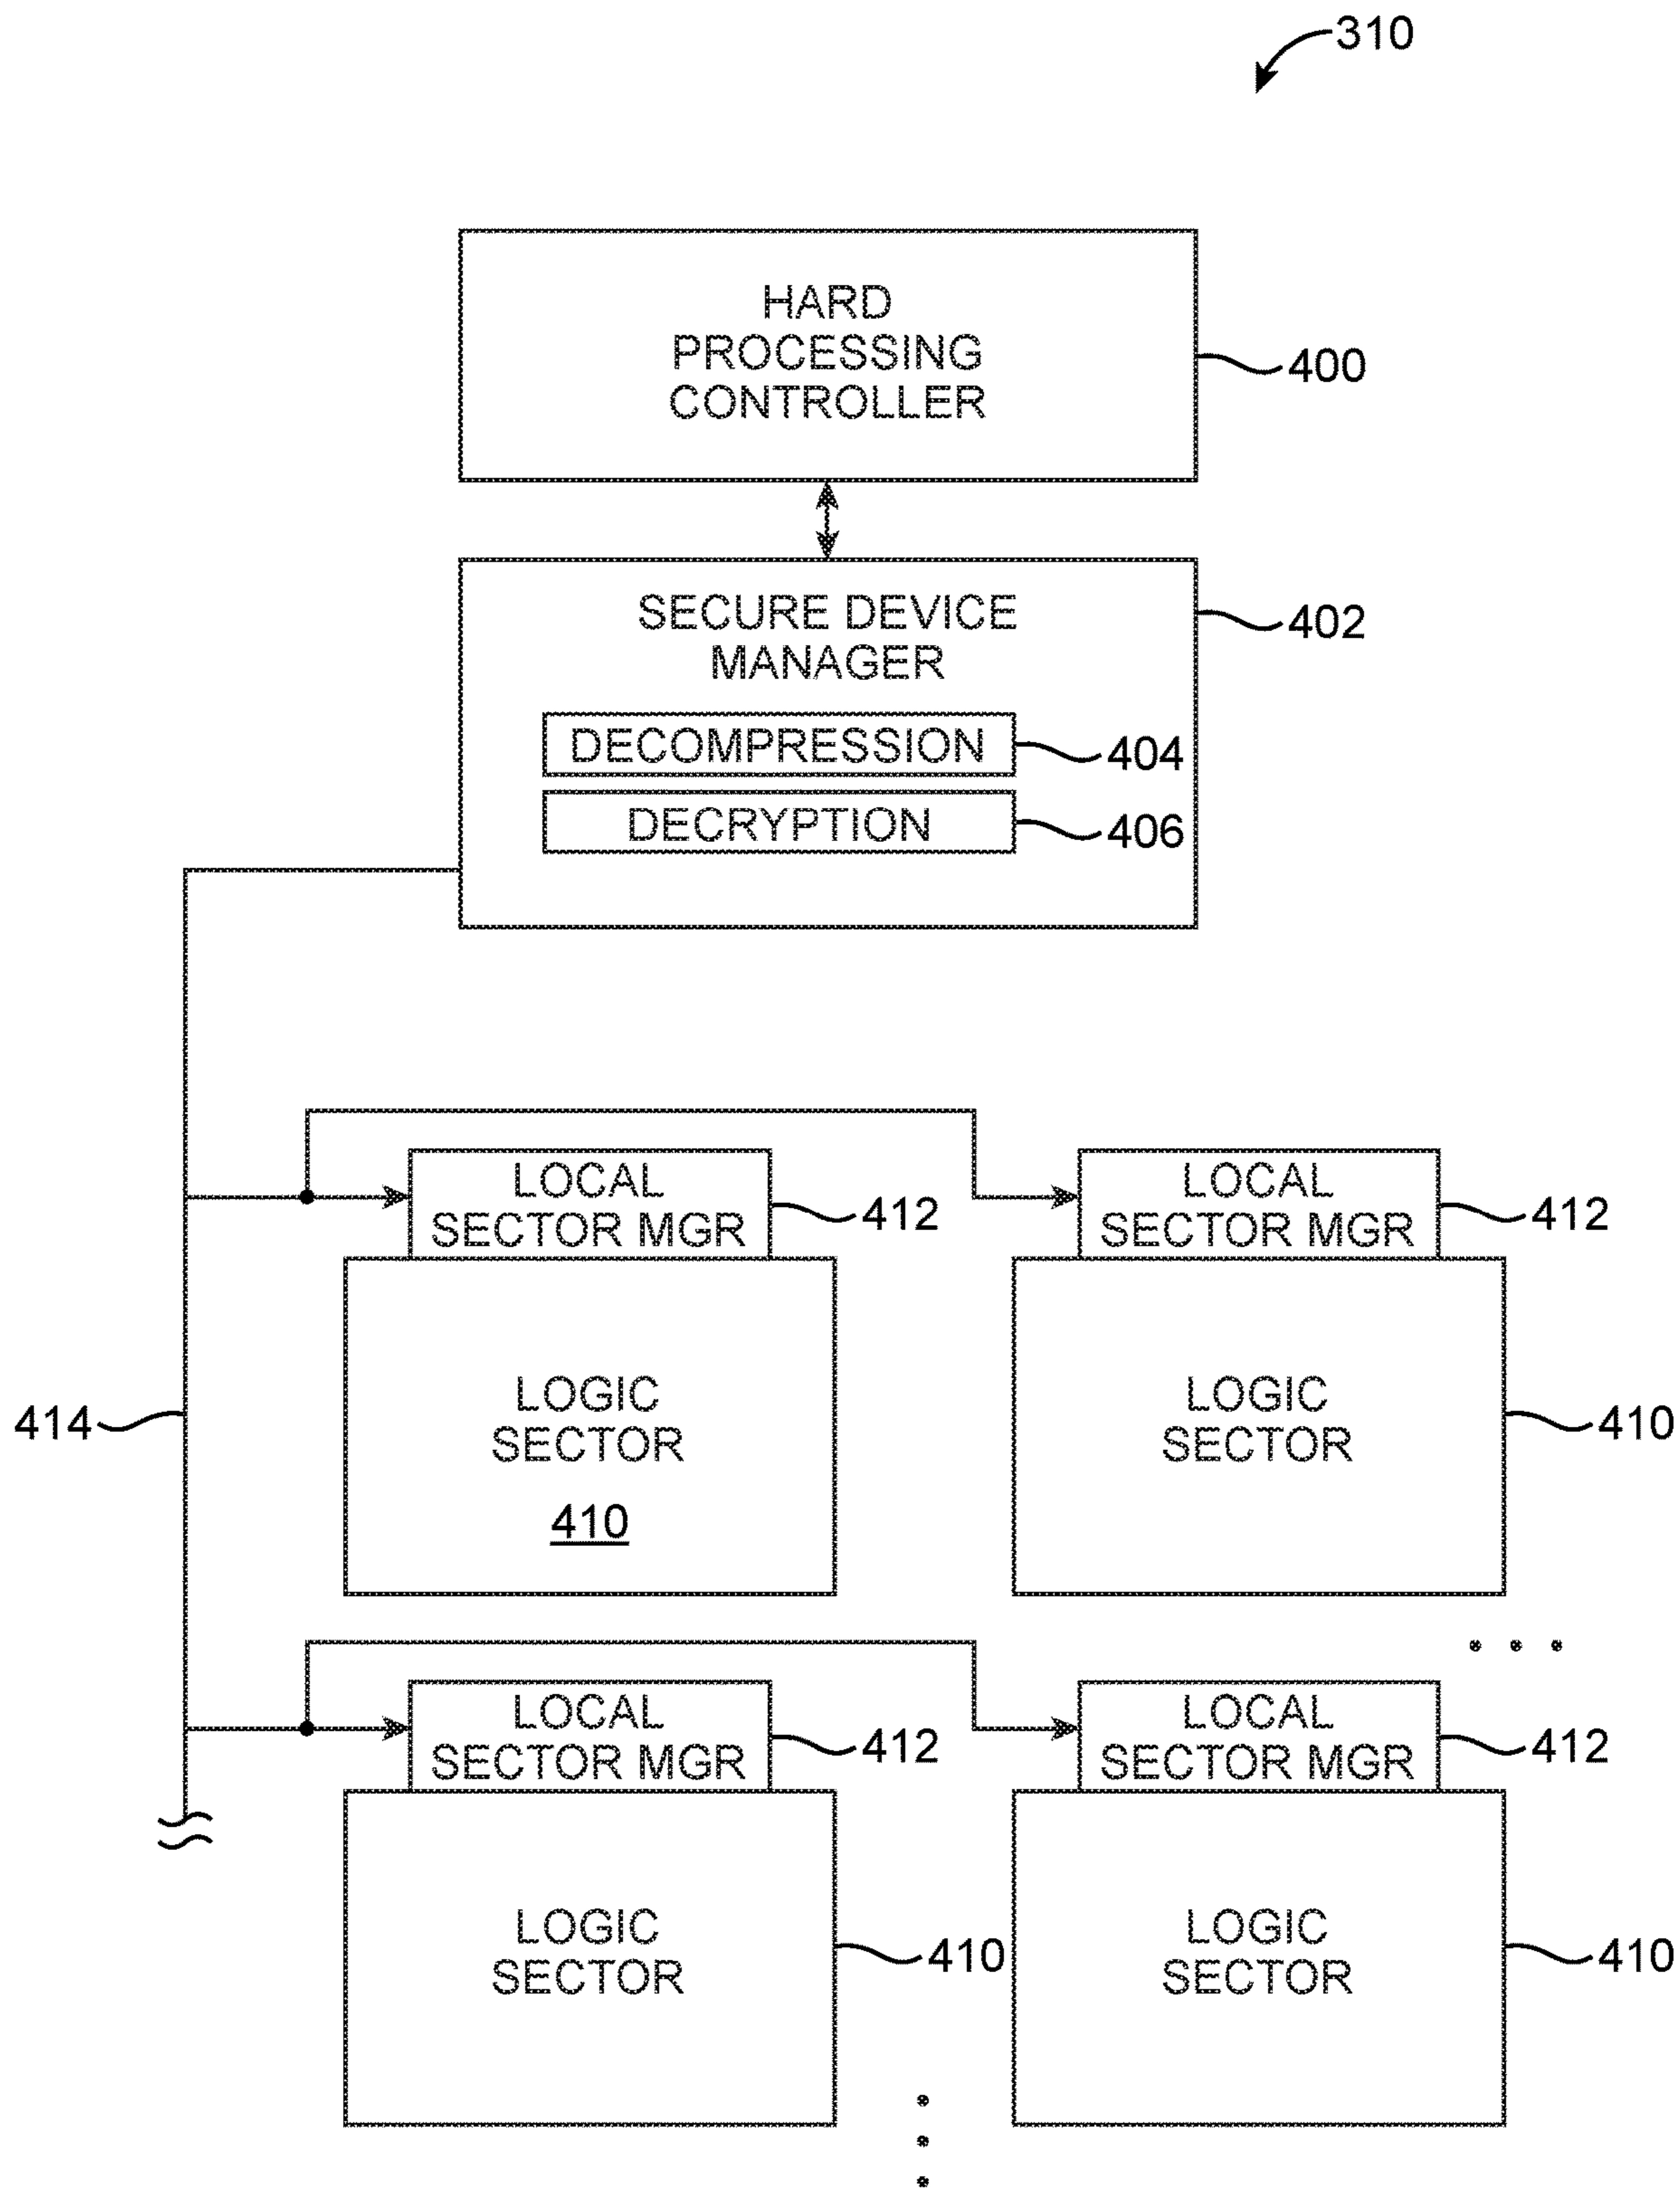 310
HARD
PROCESSING
CONTROLLER
400
SECURE DEVICE
MANAGER
402
DECOMPRESSION
404
DECRYPTION
406
LOCAL
SECTOR MGR
412
LOCAL
SECTOR MGR
412
LOGIC
SECTOR
410
LOGIC
SECTOR
410
414
LOCAL
SECTOR MGR
412
LOCAL
SECTOR MGR
412
LOGIC
SECTOR
410
LOGIC
SECTOR
410